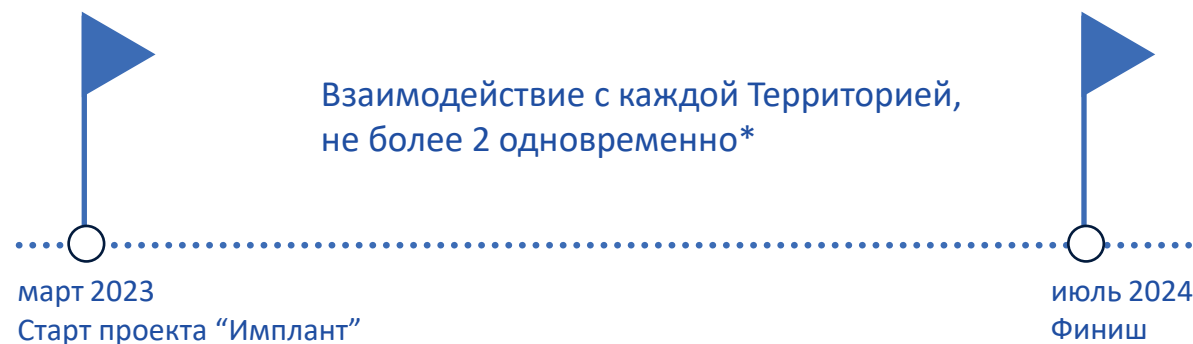 Взаимодействие с каждой Территорией,
не более 2 одновременно*
март 2023
Старт проекта “Имплант”
июль 2024
Финиш